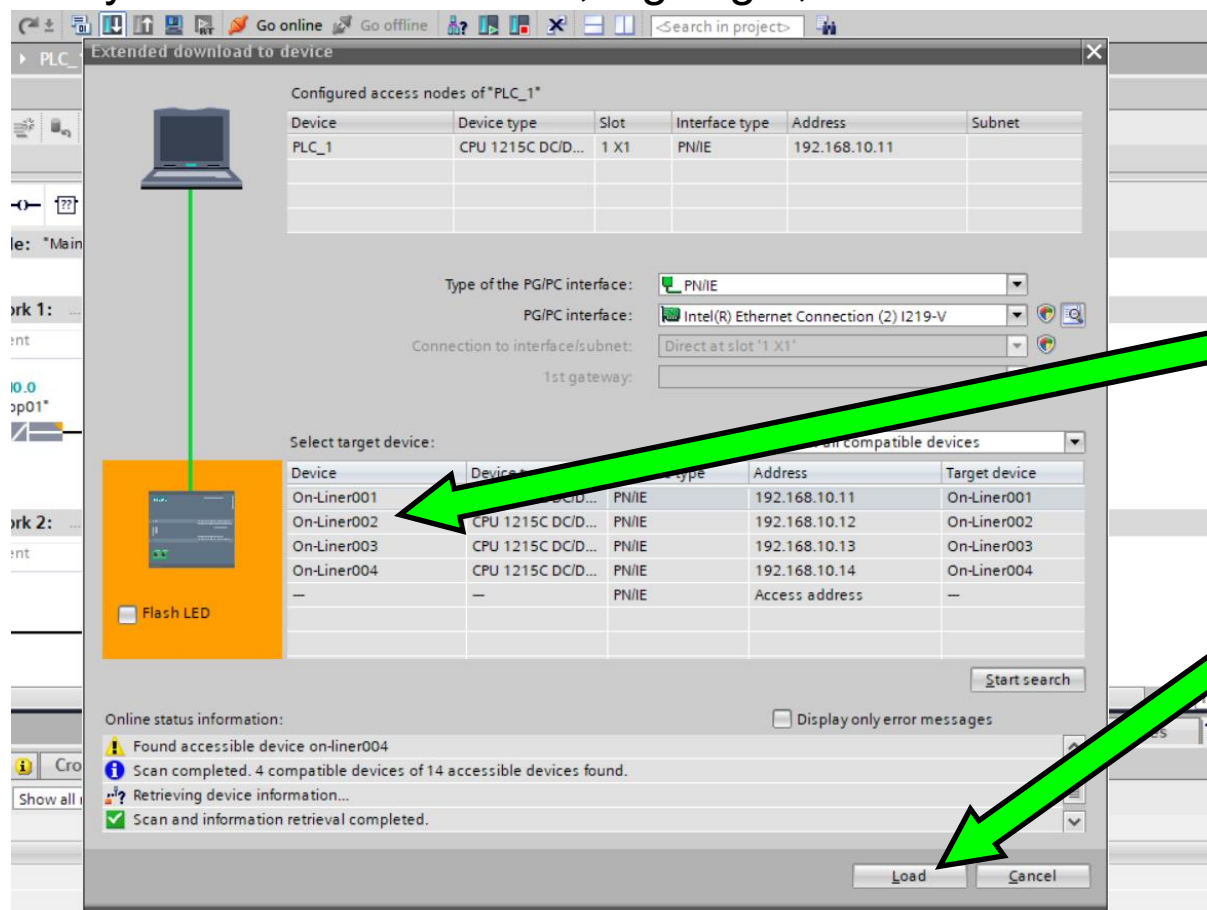 Go online Go offline <Search in project>
PLC_
Extended download to device
Configured access nodes of "PLC_1"
Device Device type Slot Interface type Address Subnet
PLC_1 CPU 1215C DC/D... 1 X1 PN/IE 192.168.10.11
??
"Main
Type of the PG/PC interface: PN/IE
PG/PC interface: Intel(R) Ethernet Connection (2) I219-V
Connection to interface/subnet: Direct at slot '1 X1'
1st gateway:
ork 1: ...
ent
Select target device: compatible devices
Device type Address Target device
On-Liner001 PN/IE 192.168.10.11 On-Liner001
On-Liner002 CPU 1215C DC/D... PN/IE 192.168.10.12 On-Liner002
On-Liner003 CPU 1215C DC/D... PN/IE 192.168.10.13 On-Liner003
On-Liner004 CPU 1215C DC/D... PN/IE 192.168.10.14 On-Liner004
— — PN/IE Access address —
ork 2: ...
ent
Flash LED
Start search
Online status information: Display only error messages
Found accessible device on-liner004
Scan completed. 4 compatible devices of 14 accessible devices found.
Retrieving device information...
Scan and information retrieval completed.
Cro
Show all
Load Cancel